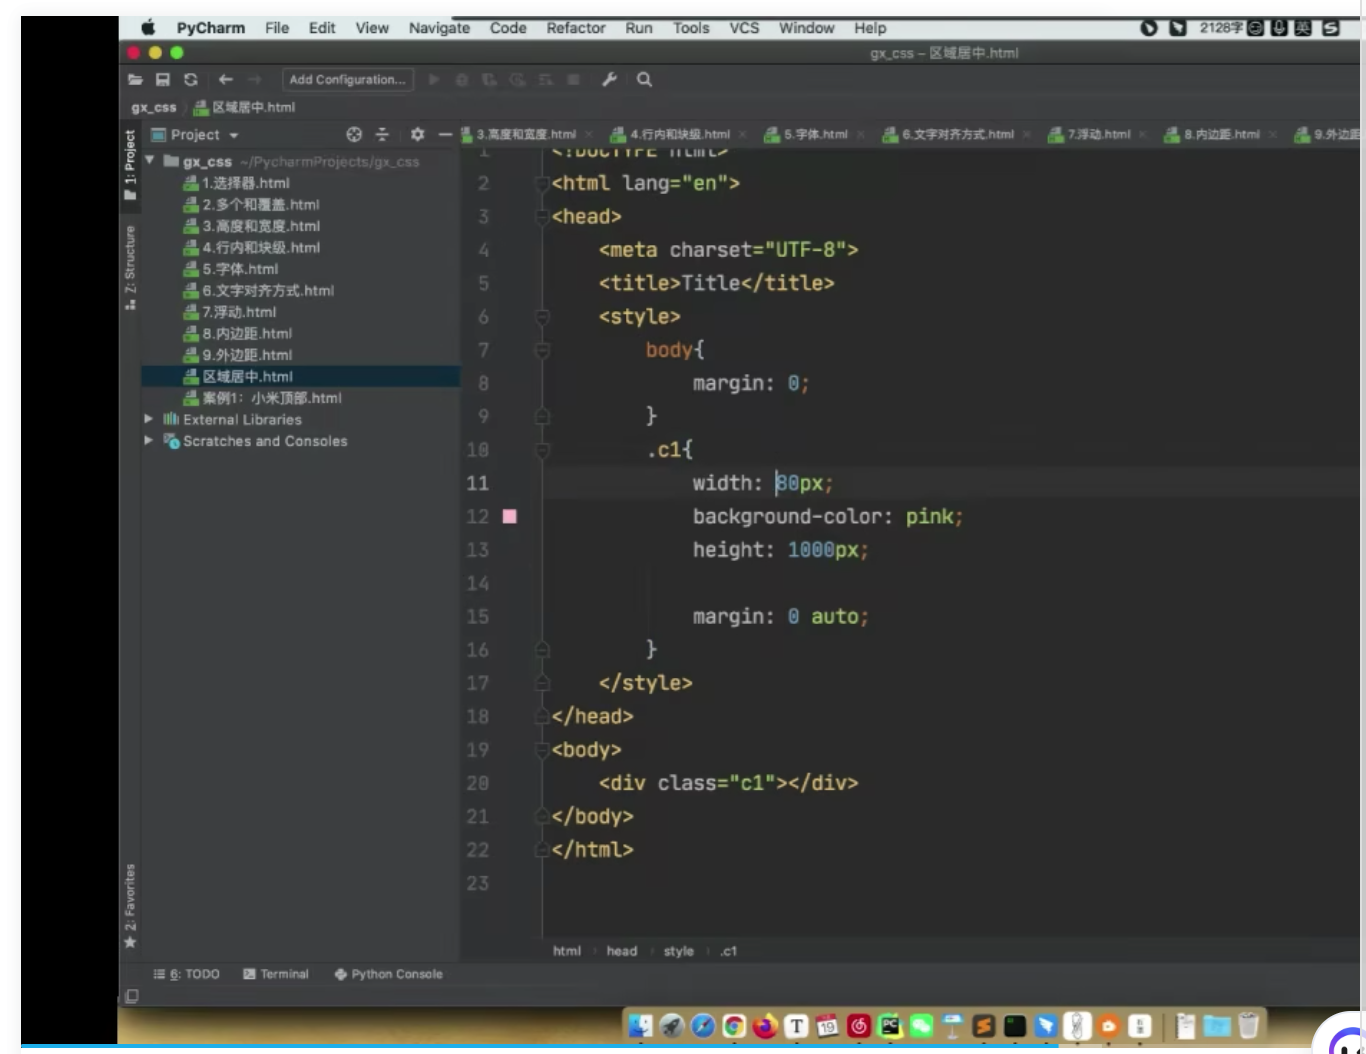 PyCharm File Edit View Navigate Code Refactor Run Tools VCS Window Help 2128字 英
gx_css – 区域居中.html
Add Configuration...
gx_css 区域居中.html
1: Project
Project
3.高度和宽度.html 4.行内和块级.html 5.字体.html 6.文字对齐方式.html 7.浮动.html 8.内边距.html 9.外边距
gx_css ~/PycharmProjects/gx_css
1.选择器.html
2.多个和覆盖.html
3.高度和宽度.html
4.行内和块级.html
5.字体.html
6.文字对齐方式.html
7.浮动.html
8.内边距.html
9.外边距.html
区域居中.html
案例1：小米顶部.html
External Libraries
Scratches and Consoles
Z: Structure
2: Favorites
1 <!DOCTYPE html>
2 <html lang="en">
3 <head>
4 <meta charset="UTF-8">
5 <title>Title</title>
6 <style>
7 body{
8 margin: 0;
9 }
10 .c1{
11 width: 80px;
12 background-color: pink;
13 height: 1000px;
14
15 margin: 0 auto;
16 }
17 </style>
18 </head>
19 <body>
20 <div class="c1"></div>
21 </body>
22 </html>
23
html head style .c1
6: TODO Terminal Python Console
T 19 PC